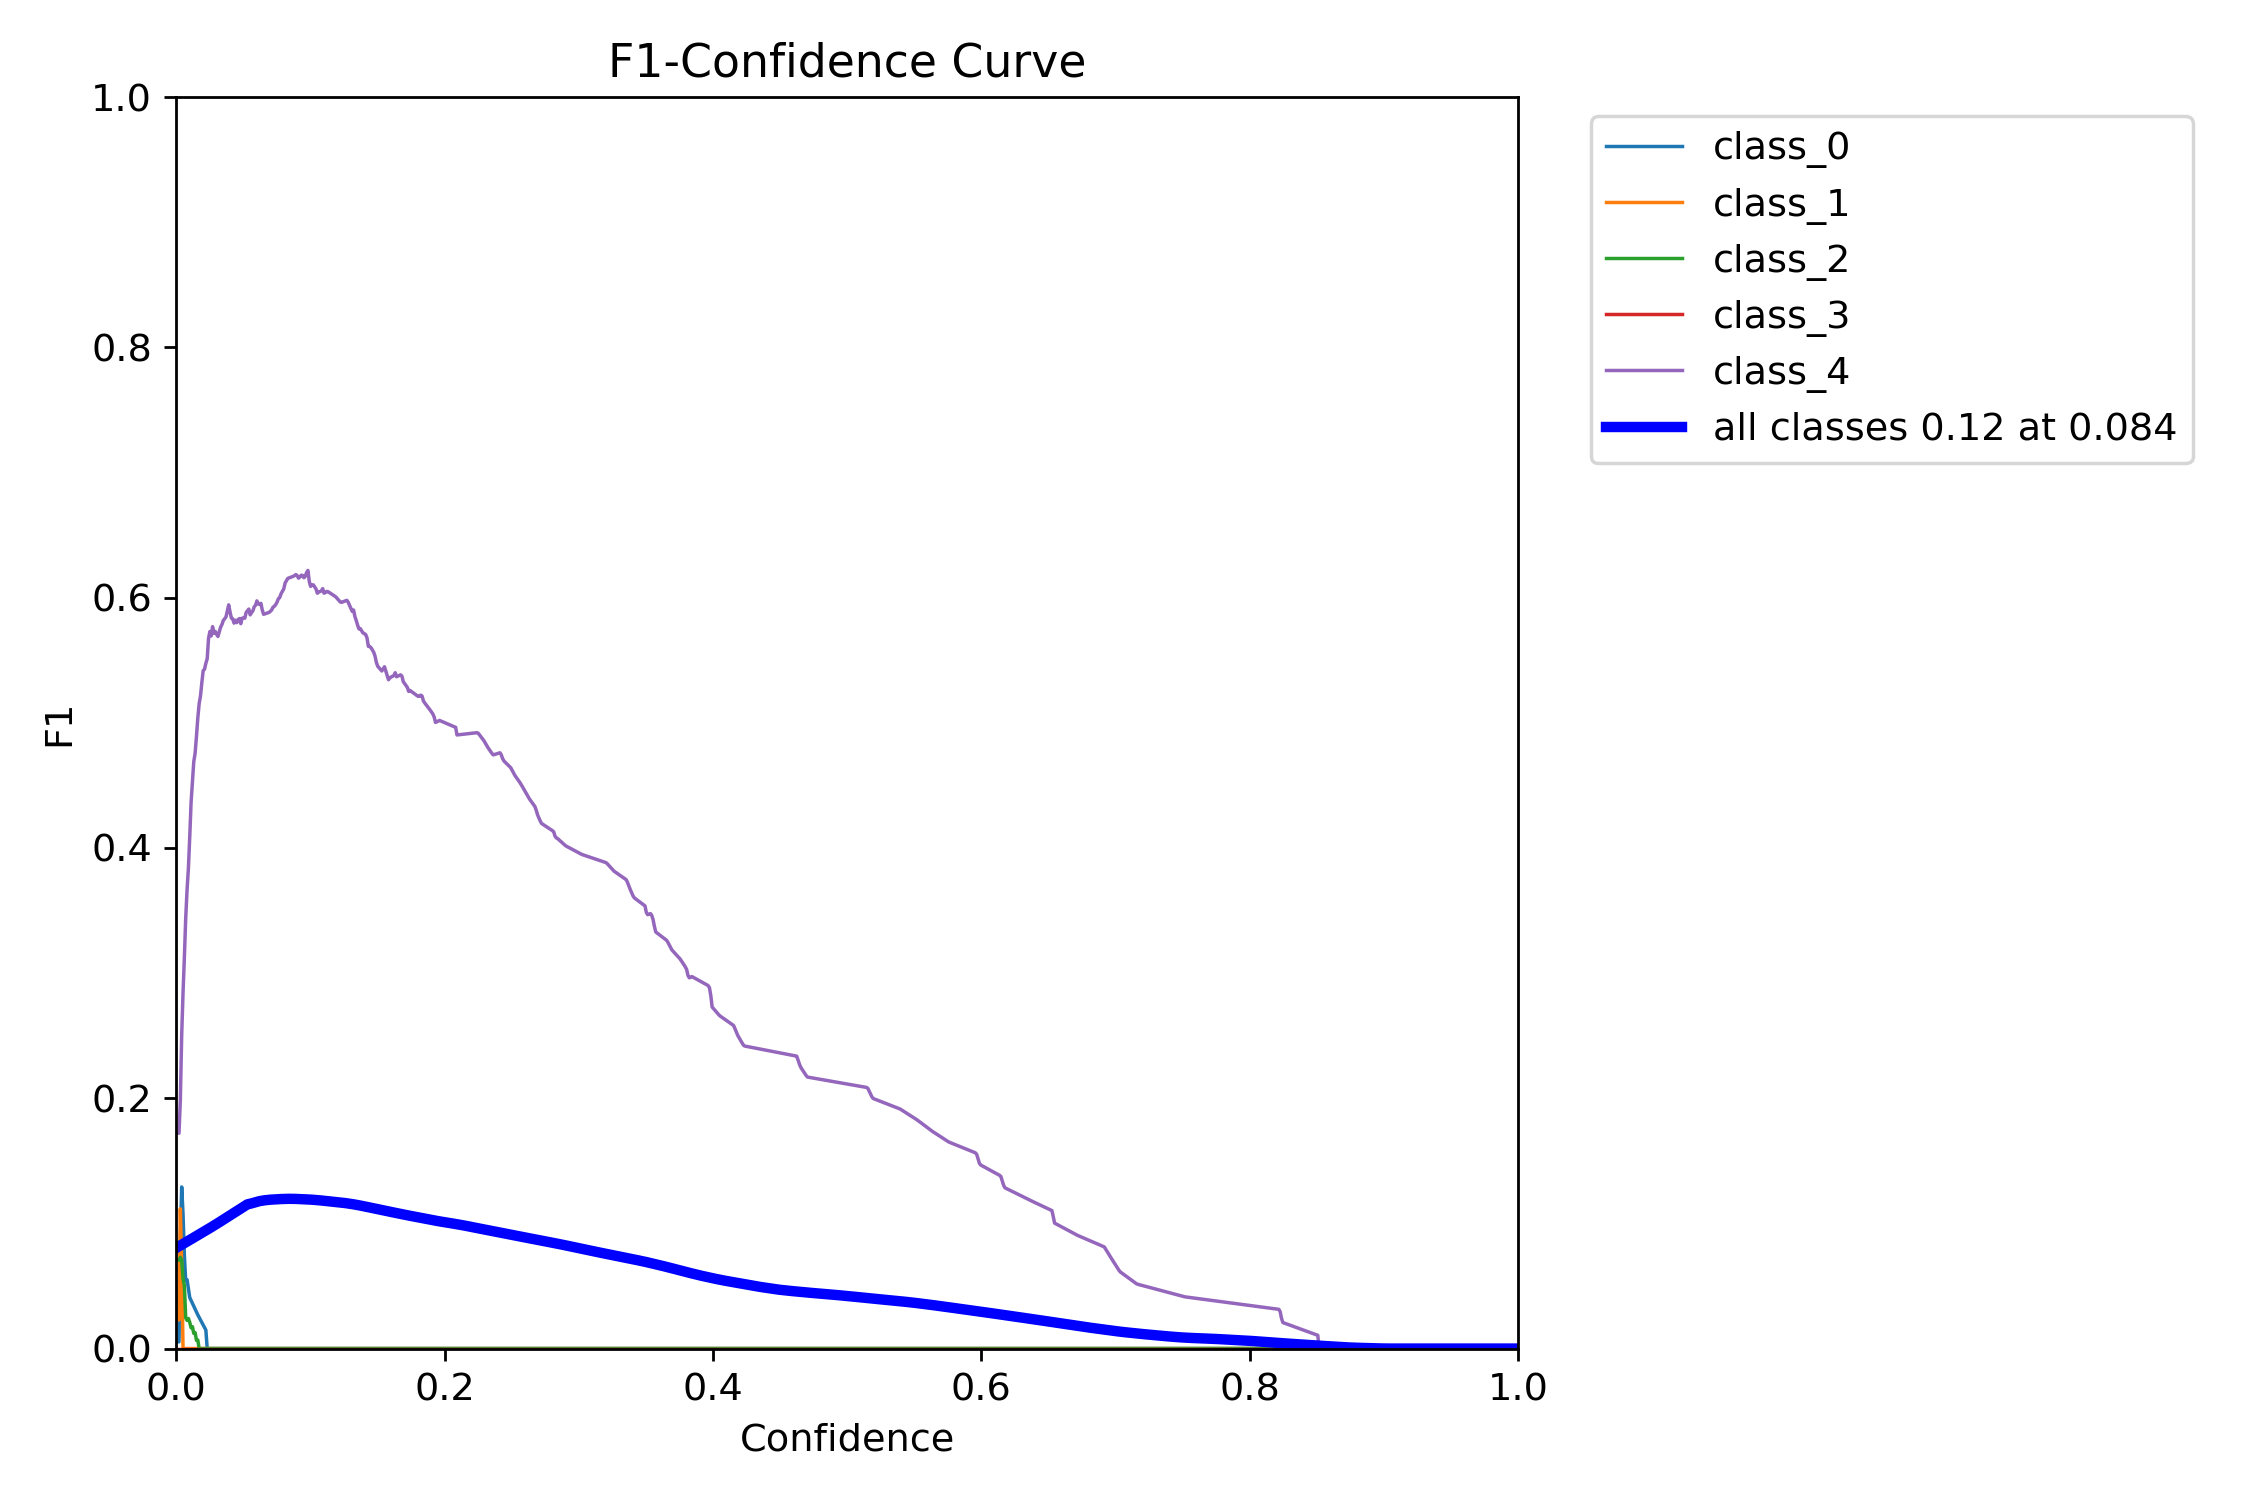 F1-Confidence Curve
1.0
0.8
0.6
0.4
0.2
0.0
F1
0.0 0.2 0.4 0.6 0.8 1.0
Confidence
class_0
class_1
class_2
class_3
class_4
all classes 0.12 at 0.084